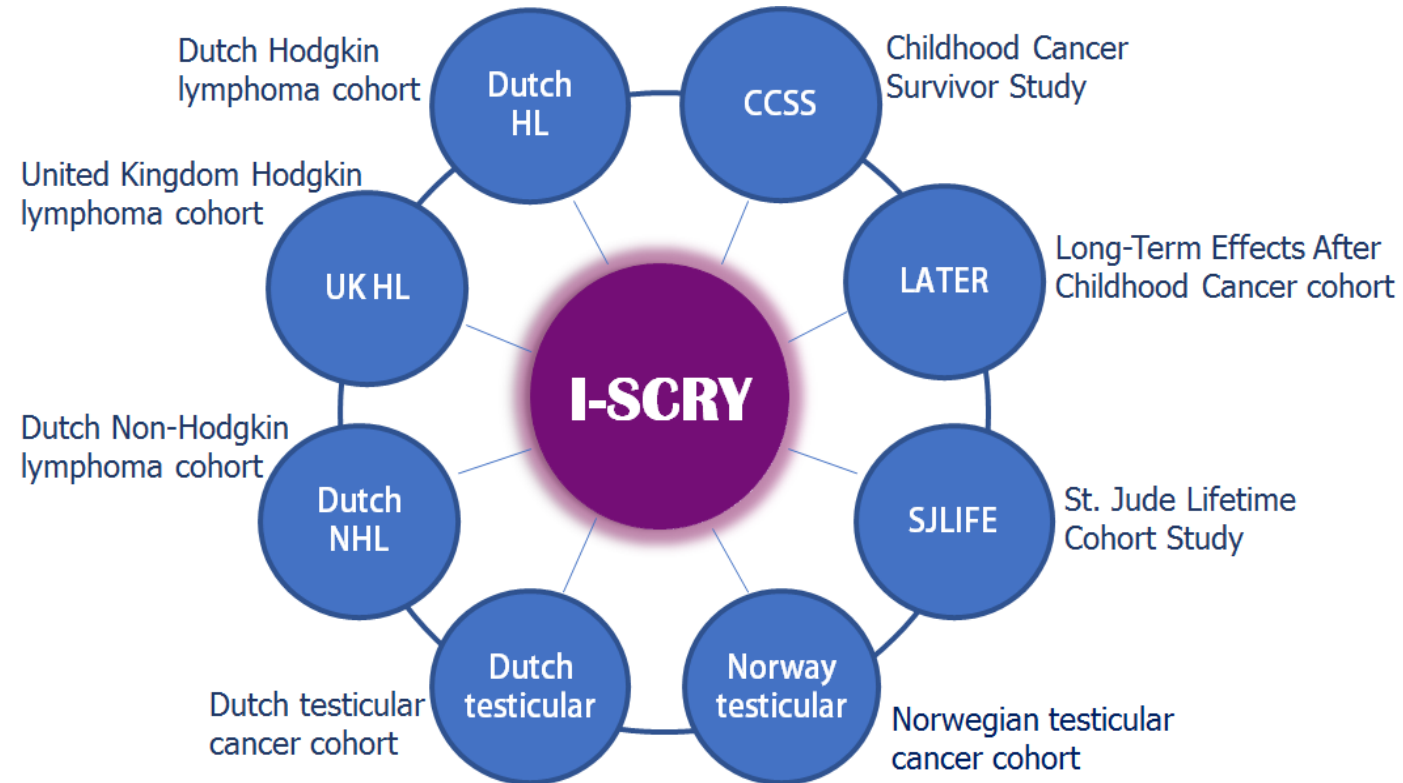 Dutch Hodgkin
lymphoma cohort
Dutch
HL
CCSS
Childhood Cancer
Survivor Study
United Kingdom Hodgkin
lymphoma cohort
UK HL
LATER
Long-Term Effects After
Childhood Cancer cohort
I-SCRY
Dutch Non-Hodgkin
lymphoma cohort
Dutch
NHL
SJLIFE
St. Jude Lifetime
Cohort Study
Dutch testicular
cancer cohort
Dutch
testicular
Norway
testicular
Norwegian testicular
cancer cohort